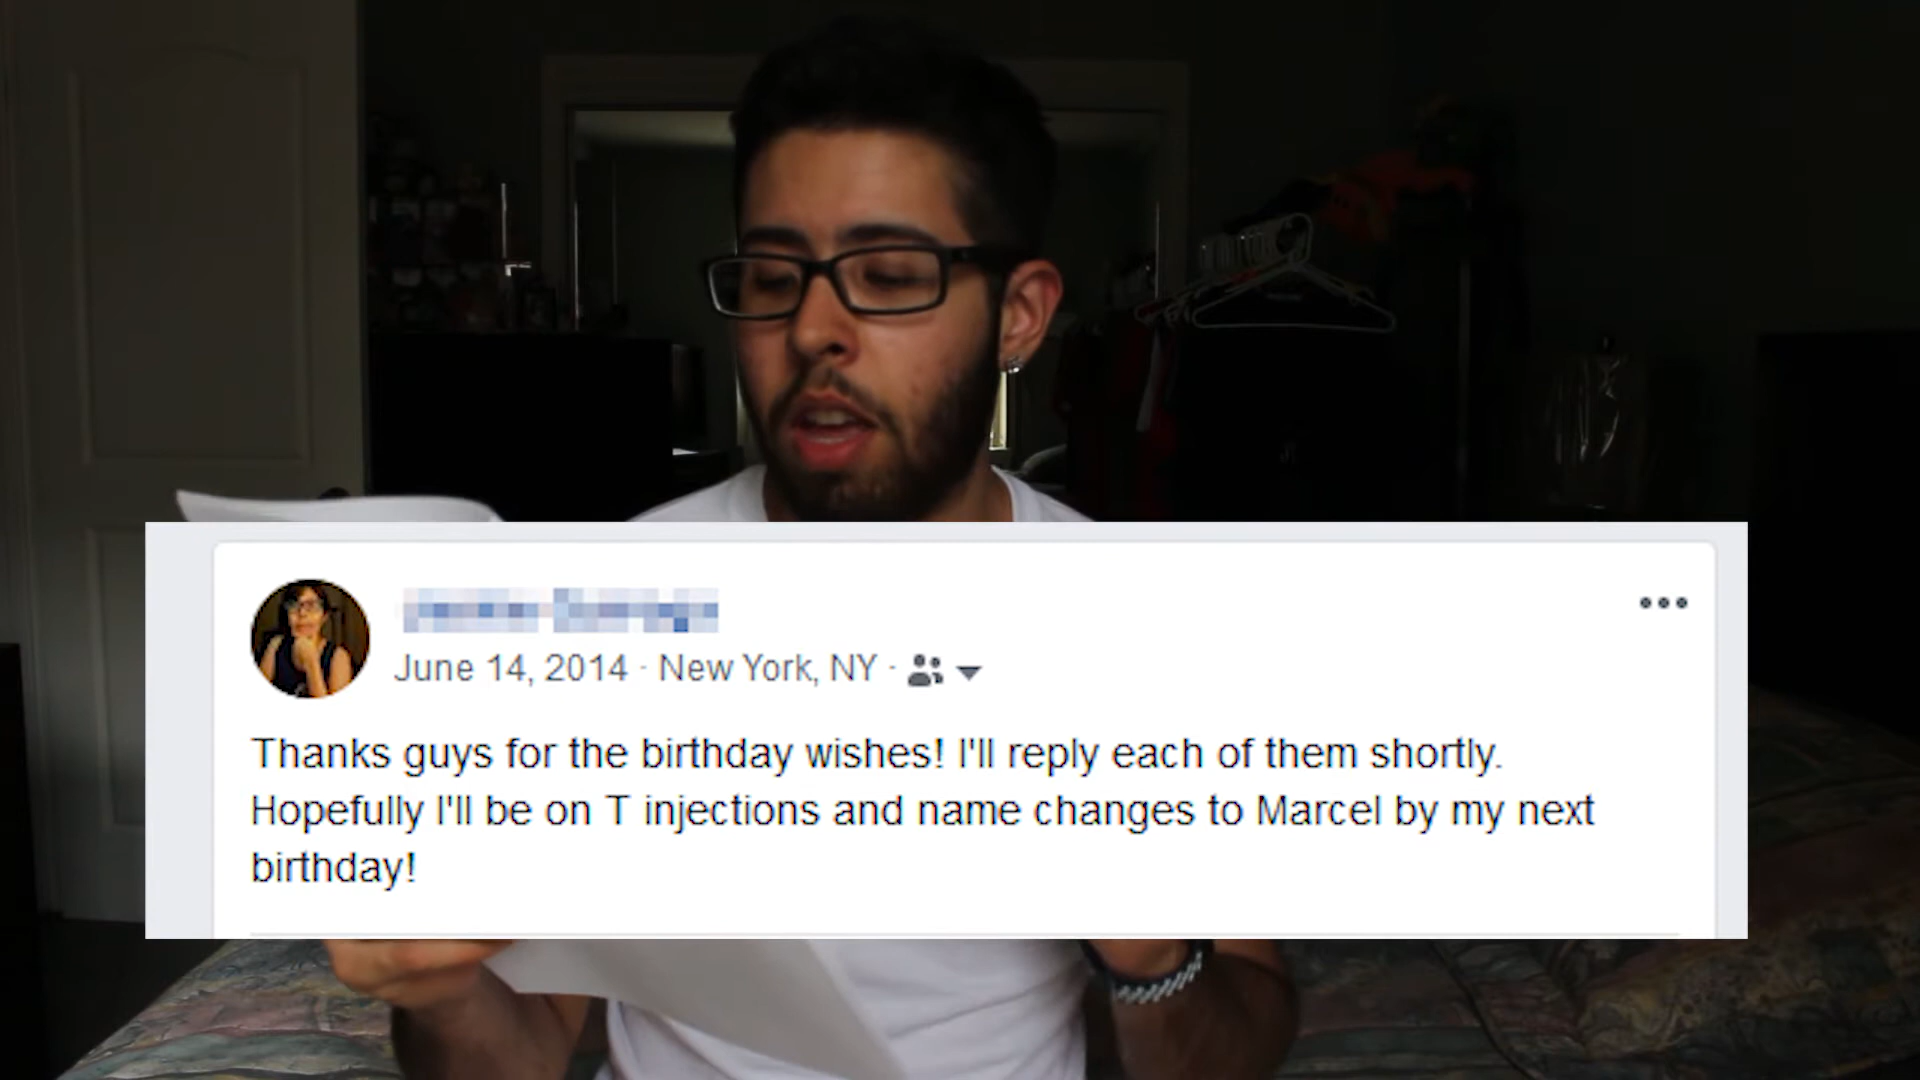 June 14, 2014 · New York, NY ·
Thanks guys for the birthday wishes! I'll reply each of them shortly.
Hopefully I'll be on T injections and name changes to Marcel by my next
birthday!